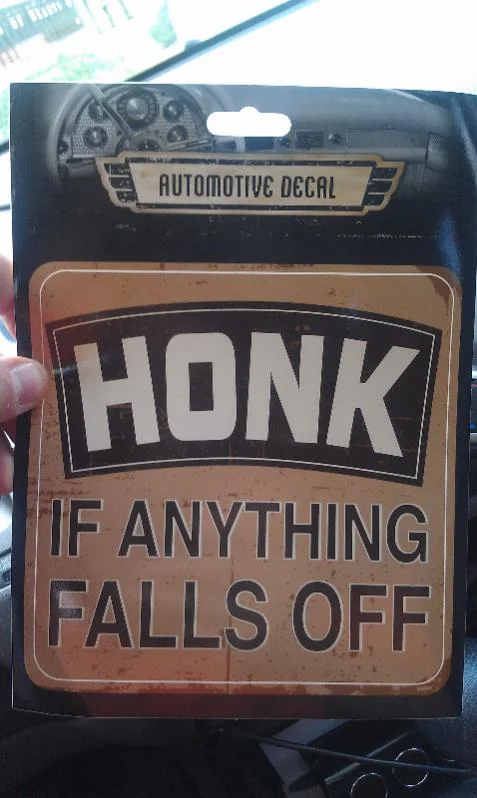 AUTOMOTIVE DECAL
HONK
IF ANYTHING
FALLS OFF